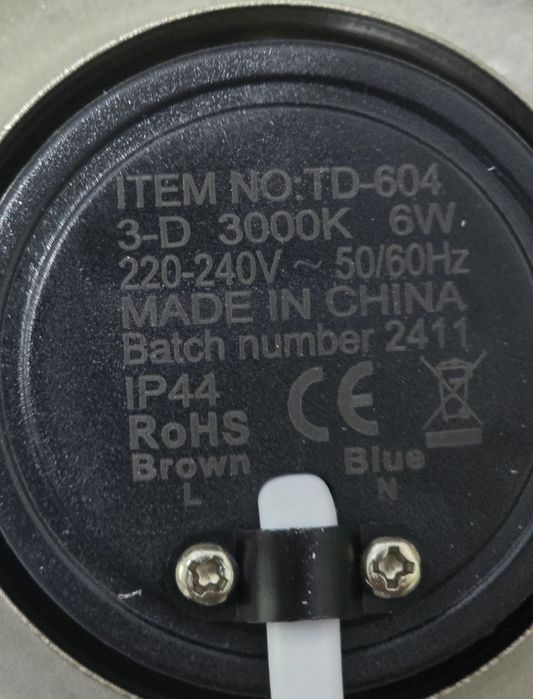 ITEM NO:TD-604
3-D 3000K 6W
220-240V ~ 50/60Hz
MADE IN CHINA
Batch number 2411
IP44 CE
RoHS
Brown Blue
L N